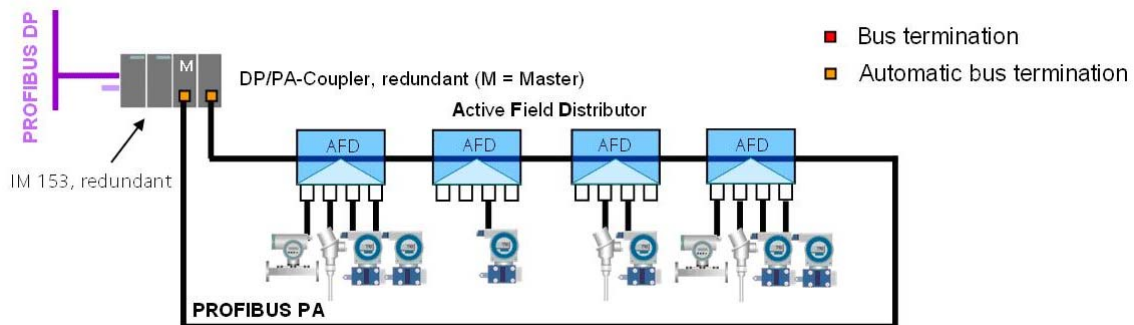 PROFIBUS DP
M
DP/PA-Coupler, redundant (M = Master)
Active Field Distributor
Bus termination
Automatic bus termination
IM 153, redundant
AFD
AFD
AFD
AFD
PROFIBUS PA